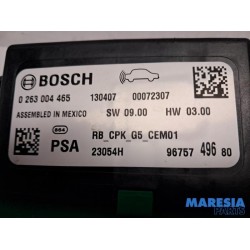 BOSCH
0 263 004 465 130407 00072307
ASSEMBLED IN MEXICO SW 09.00 HW 03.00
PSA RB_CPK_G5_CEM01
23054H 96757 496 80
MARESIA
PARTS